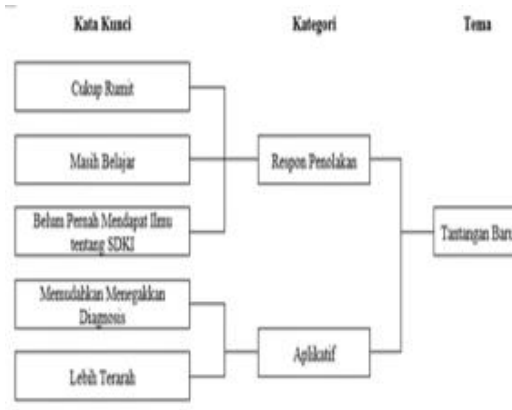 Kata Kunci
Kategori
Tema
Cukup Rumit
Masih Belajar
Respon Penolakan
Belum Pernah Mendapat Ilmu
tentang SDKI
Tantangan Baru
Memudahkan Menegakkan
Diagnosis
Aplikatif
Lebih Terarah